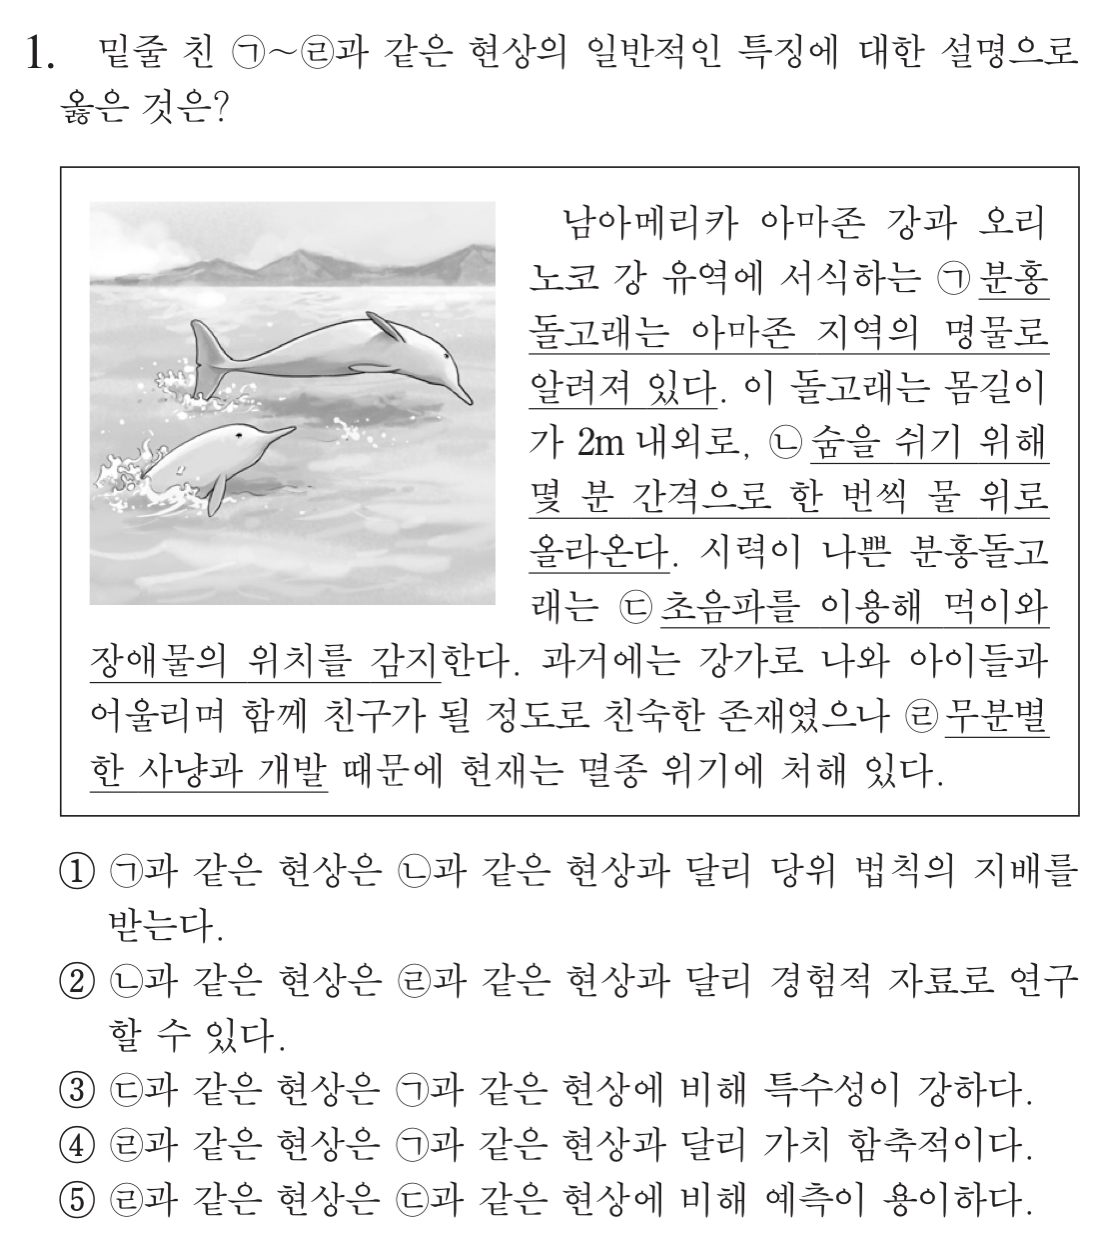 1. 밑줄 친 ㉠~㉣과 같은 현상의 일반적인 특징에 대한 설명으로
옳은 것은?
남아메리카 아마존 강과 오리
노코 강 유역에 서식하는 ㉠분홍
돌고래는 아마존 지역의 명물로
알려져 있다. 이 돌고래는 몸길이
가 2m 내외로, ㉡숨을 쉬기 위해
몇 분 간격으로 한 번씩 물 위로
올라온다. 시력이 나쁜 분홍돌고
래는 ㉢초음파를 이용해 먹이와
장애물의 위치를 감지한다. 과거에는 강가로 나와 아이들과
어울리며 함께 친구가 될 정도로 친숙한 존재였으나 ㉣무분별
한 사냥과 개발 때문에 현재는 멸종 위기에 처해 있다.
① ㉠과 같은 현상은 ㉡과 같은 현상과 달리 당위 법칙의 지배를
받는다.
② ㉡과 같은 현상은 ㉣과 같은 현상과 달리 경험적 자료로 연구
할 수 있다.
③ ㉢과 같은 현상은 ㉠과 같은 현상에 비해 특수성이 강하다.
④ ㉣과 같은 현상은 ㉠과 같은 현상과 달리 가치 함축적이다.
⑤ ㉣과 같은 현상은 ㉢과 같은 현상에 비해 예측이 용이하다.